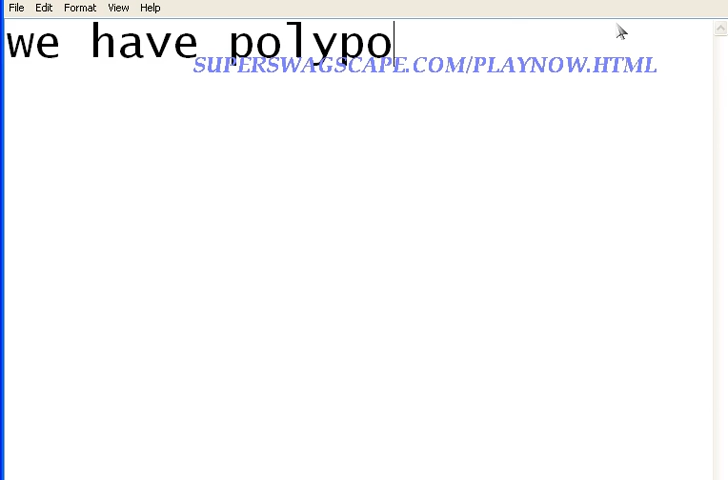 File Edit Format View Help
we have polypo
SUPERSWAGSCAPE.COM/PLAYNOW.HTML